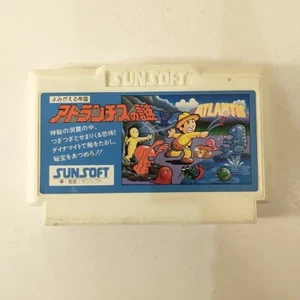 SUNSOFT
よみがえる帝国
アトランチスの謎
ATLANTIS
神秘の洞窟の中、
つぎつぎとせまりくる恐怖!
ダイナマイトで敵をたおし、
秘宝をあつめろ!!
SUNSOFT